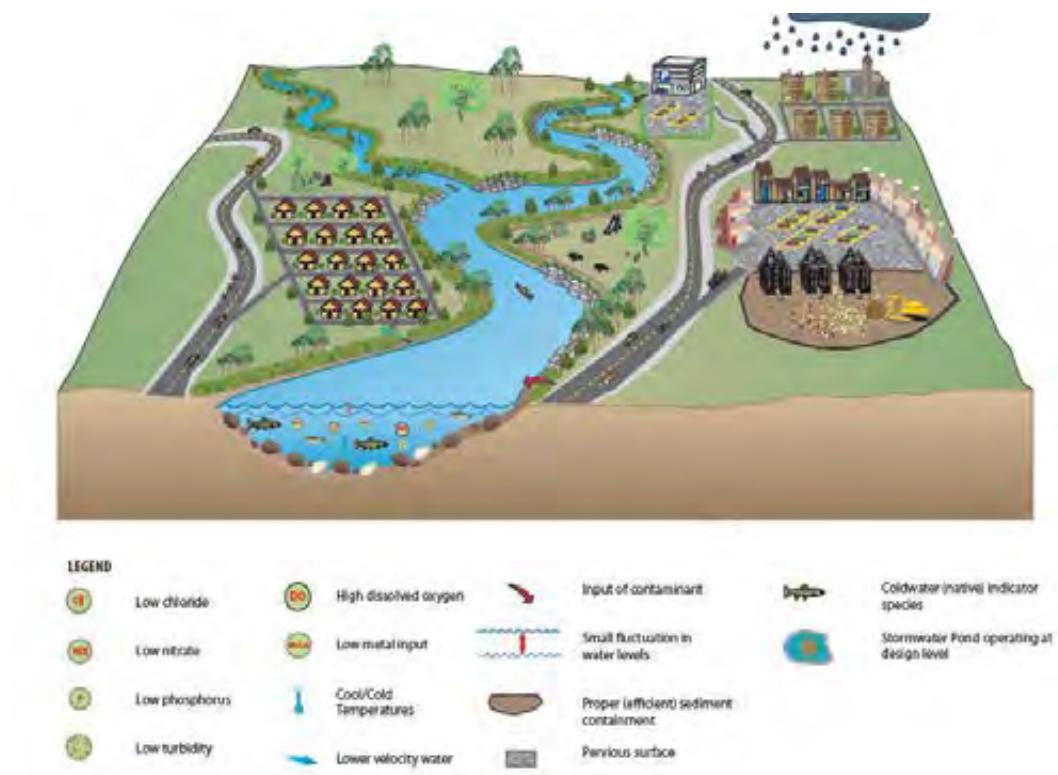 LEGEND
Low chloride
Low nitrate
P
Low phosphorus
Low turbidity
DO
High dissolved oxygen
Low metal input
Cool/Cold
Temperatures
Lower velocity water
Input of contaminant
Small fluctuation in
water levels
Proper (efficient) sediment
containment
Pervious surface
Coldwater (native) indicator
species
Stormwater Pond operating at
design level